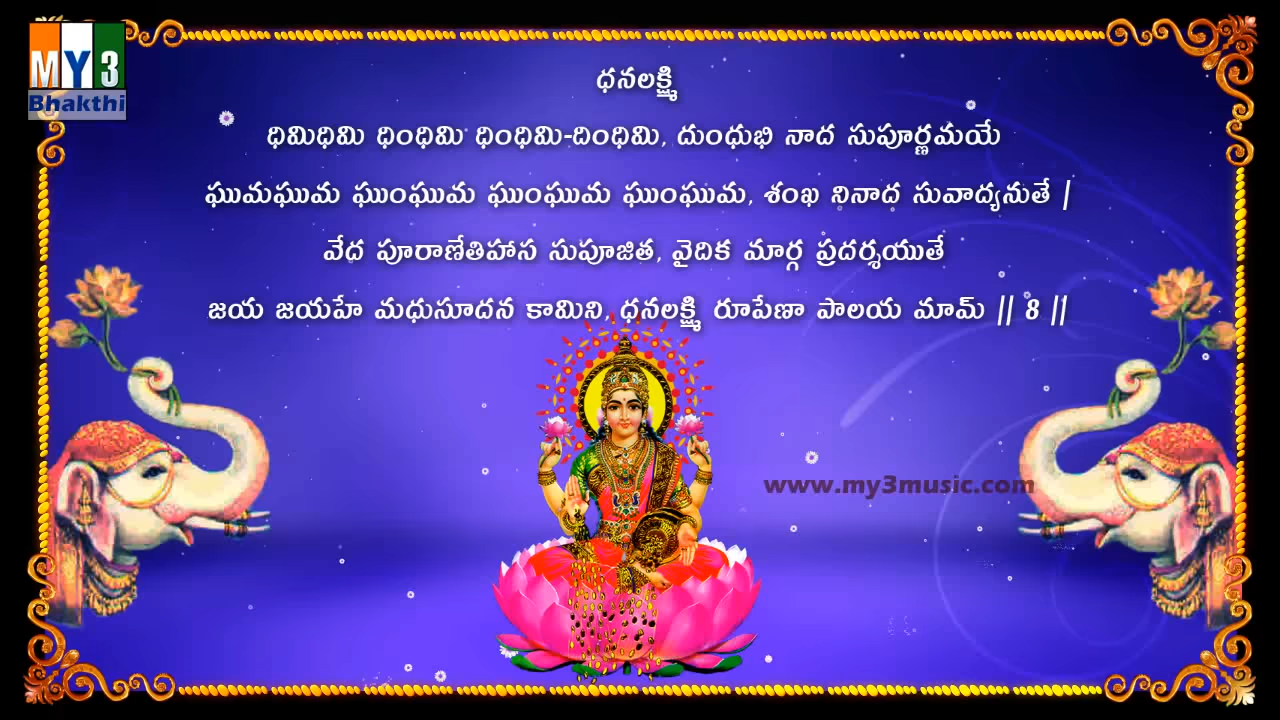 MY3
Bhakthi
ధనలక్ష్మి
ధిమిధిమి ధింధిమి ధింధిమి-దింధిమి, దుంధుభి నాద సుపూర్ణమయే
ఘుమఘుమ ఘుంఘుమ ఘుంఘుమ ఘుంఘుమ, శంఖ నినాద సువాద్యనుతే |
వేద పూరాణేతిహాస సుపూజిత, వైదిక మార్గ ప్రదర్శయుతే
జయ జయహే మధుసూదన కామిని, ధనలక్ష్మి రూపేణా పాలయ మామ్ || 8 ||
www.my3music.com